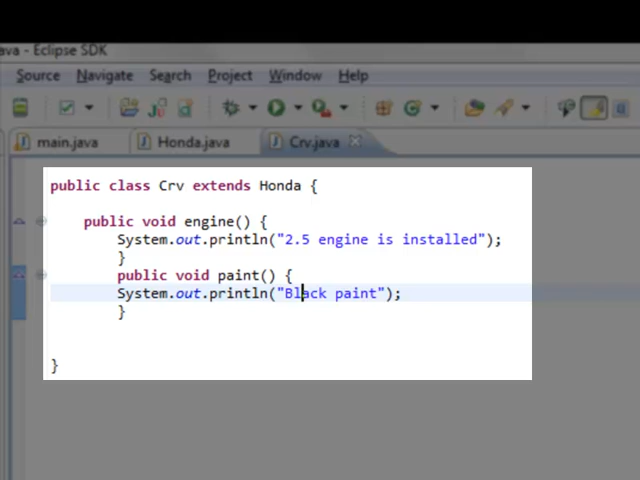 ava - Eclipse SDK
Source Navigate Search Project Window Help
main.java Honda.java Crv.java
public class Crv extends Honda {
public void engine() {
System.out.println("2.5 engine is installed");
}
public void paint() {
System.out.println("Black paint");
}
}